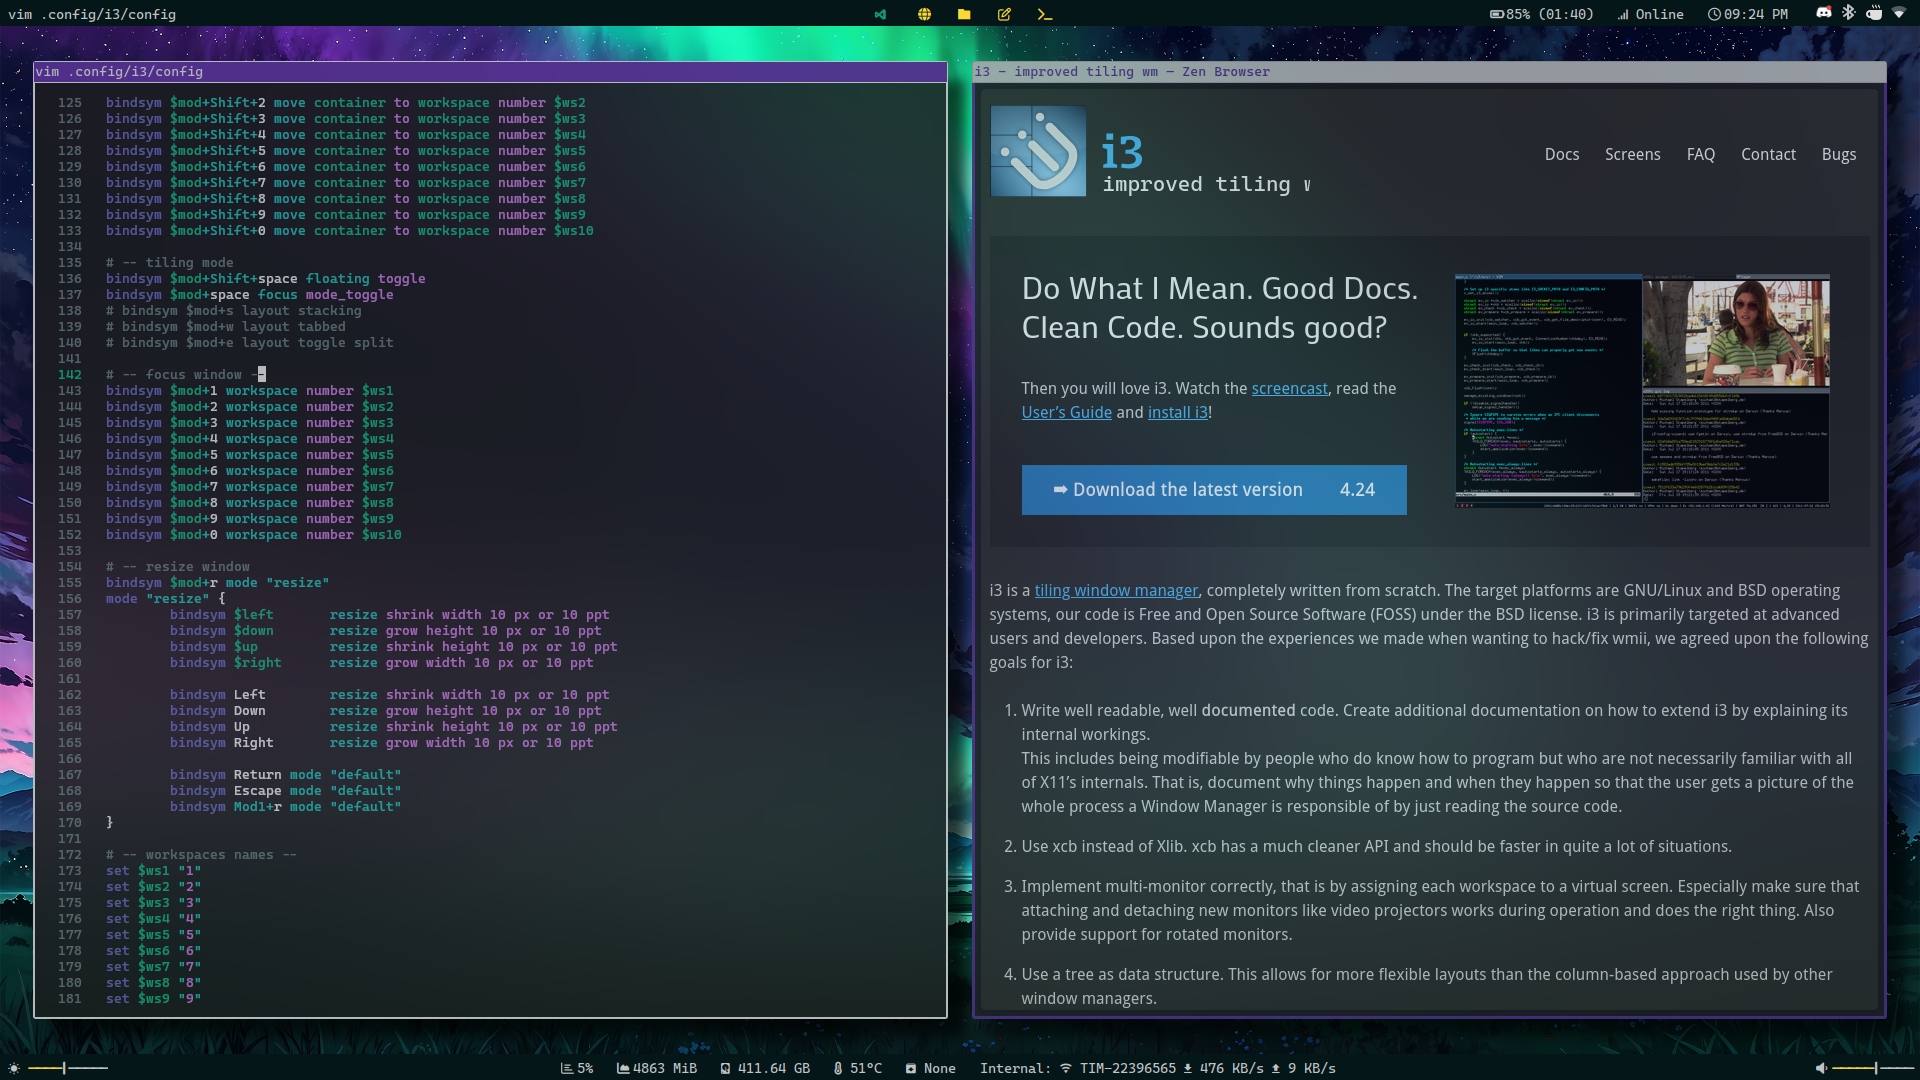 vim .config/i3/config
85% (01:40)
Online
09:24 PM
vim .config/i3/config
125 bindsym $mod+Shift+2 move container to workspace number $ws2
126 bindsym $mod+Shift+3 move container to workspace number $ws3
127 bindsym $mod+Shift+4 move container to workspace number $ws4
128 bindsym $mod+Shift+5 move container to workspace number $ws5
129 bindsym $mod+Shift+6 move container to workspace number $ws6
130 bindsym $mod+Shift+7 move container to workspace number $ws7
131 bindsym $mod+Shift+8 move container to workspace number $ws8
132 bindsym $mod+Shift+9 move container to workspace number $ws9
133 bindsym $mod+Shift+0 move container to workspace number $ws10
134
135 # -- tiling mode
136 bindsym $mod+Shift+space floating toggle
137 bindsym $mod+space focus mode_toggle
138 # bindsym $mod+s layout stacking
139 # bindsym $mod+w layout tabbed
140 # bindsym $mod+e layout toggle split
141
142 # -- focus window --
143 bindsym $mod+1 workspace number $ws1
144 bindsym $mod+2 workspace number $ws2
145 bindsym $mod+3 workspace number $ws3
146 bindsym $mod+4 workspace number $ws4
147 bindsym $mod+5 workspace number $ws5
148 bindsym $mod+6 workspace number $ws6
149 bindsym $mod+7 workspace number $ws7
150 bindsym $mod+8 workspace number $ws8
151 bindsym $mod+9 workspace number $ws9
152 bindsym $mod+0 workspace number $ws10
153
154 # -- resize window
155 bindsym $mod+r mode "resize"
156 mode "resize" {
157 bindsym $left resize shrink width 10 px or 10 ppt
158 bindsym $down resize grow height 10 px or 10 ppt
159 bindsym $up resize shrink height 10 px or 10 ppt
160 bindsym $right resize grow width 10 px or 10 ppt
161
162 bindsym Left resize shrink width 10 px or 10 ppt
163 bindsym Down resize grow height 10 px or 10 ppt
164 bindsym Up resize shrink height 10 px or 10 ppt
165 bindsym Right resize grow width 10 px or 10 ppt
166
167 bindsym Return mode "default"
168 bindsym Escape mode "default"
169 bindsym Mod1+r mode "default"
170 }
171
172 # -- workspaces names --
173 set $ws1 "1"
174 set $ws2 "2"
175 set $ws3 "3"
176 set $ws4 "4"
177 set $ws5 "5"
178 set $ws6 "6"
179 set $ws7 "7"
180 set $ws8 "8"
181 set $ws9 "9"
i3 - improved tiling wm — Zen Browser
i3
improved tiling
Docs Screens FAQ Contact Bugs
Do What I Mean. Good Docs.
Clean Code. Sounds good?
Then you will love i3. Watch the screencast, read the
User's Guide and install i3!
➡ Download the latest version 4.24
i3 is a tiling window manager, completely written from scratch. The target platforms are GNU/Linux and BSD operating
systems, our code is Free and Open Source Software (FOSS) under the BSD license. i3 is primarily targeted at advanced
users and developers. Based upon the experiences we made when wanting to hack/fix wmii, we agreed upon the following
goals for i3:
1. Write well readable, well documented code. Create additional documentation on how to extend i3 by explaining its
internal workings.
This includes being modifiable by people who do know how to program but who are not necessarily familiar with all
of X11's internals. That is, document why things happen and when they happen so that the user gets a picture of the
whole process a Window Manager is responsible of by just reading the source code.
2. Use xcb instead of Xlib. xcb has a much cleaner API and should be faster in quite a lot of situations.
3. Implement multi-monitor correctly, that is by assigning each workspace to a virtual screen. Especially make sure that
attaching and detaching new monitors like video projectors works during operation and does the right thing. Also
provide support for rotated monitors.
4. Use a tree as data structure. This allows for more flexible layouts than the column-based approach used by other
window managers.
5% 4863 MiB 411.64 GB 51°C None Internal: TIM-22396565 476 KB/s 9 KB/s